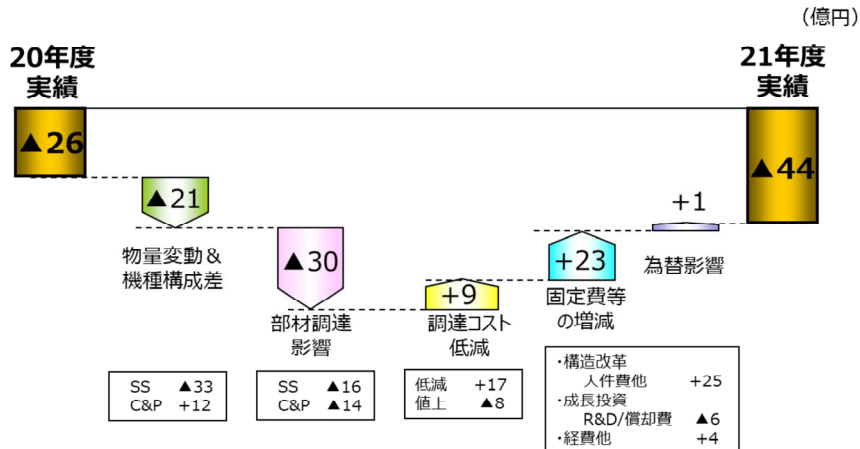 （億円）
20年度
実績
21年度
実績
▲26
▲21
物量変動＆
機種構成差
▲30
部材調達
影響
+9
調達コスト
低減
+23
固定費等
の増減
+1
為替影響
▲44
SS ▲33
C&P +12
SS ▲16
C&P ▲14
低減 +17
値上 ▲8
・構造改革
人件費他 +25
・成長投資
R&D/償却費 ▲6
・経費他 +4